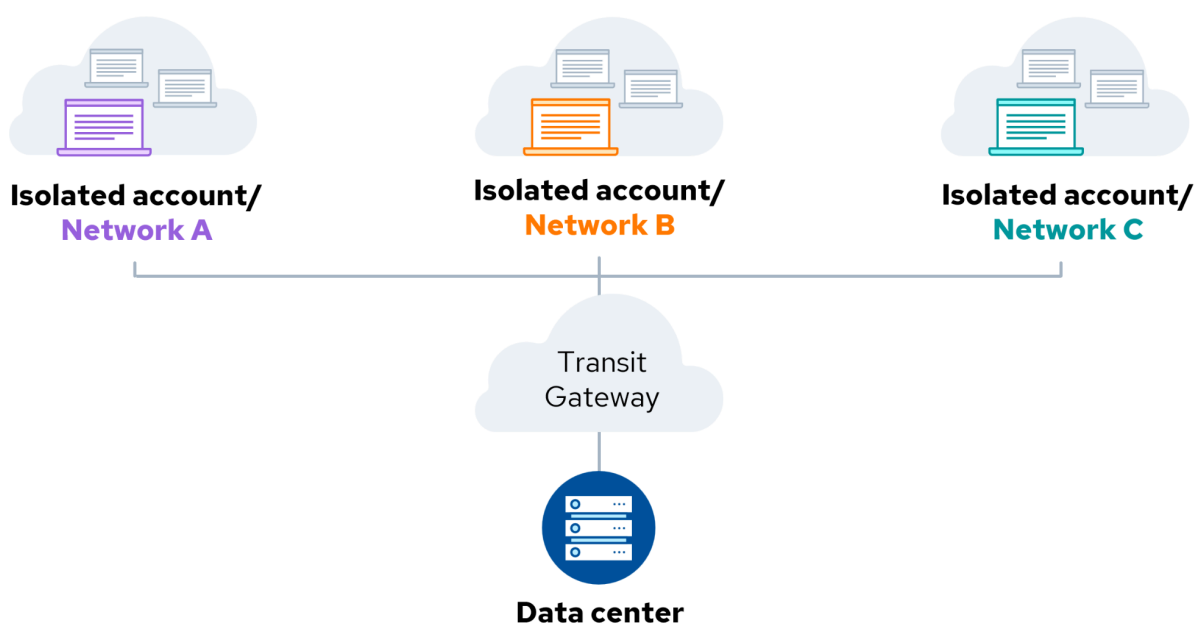 Isolated account/
Network A
Isolated account/
Network B
Isolated account/
Network C
Transit
Gateway
Data center